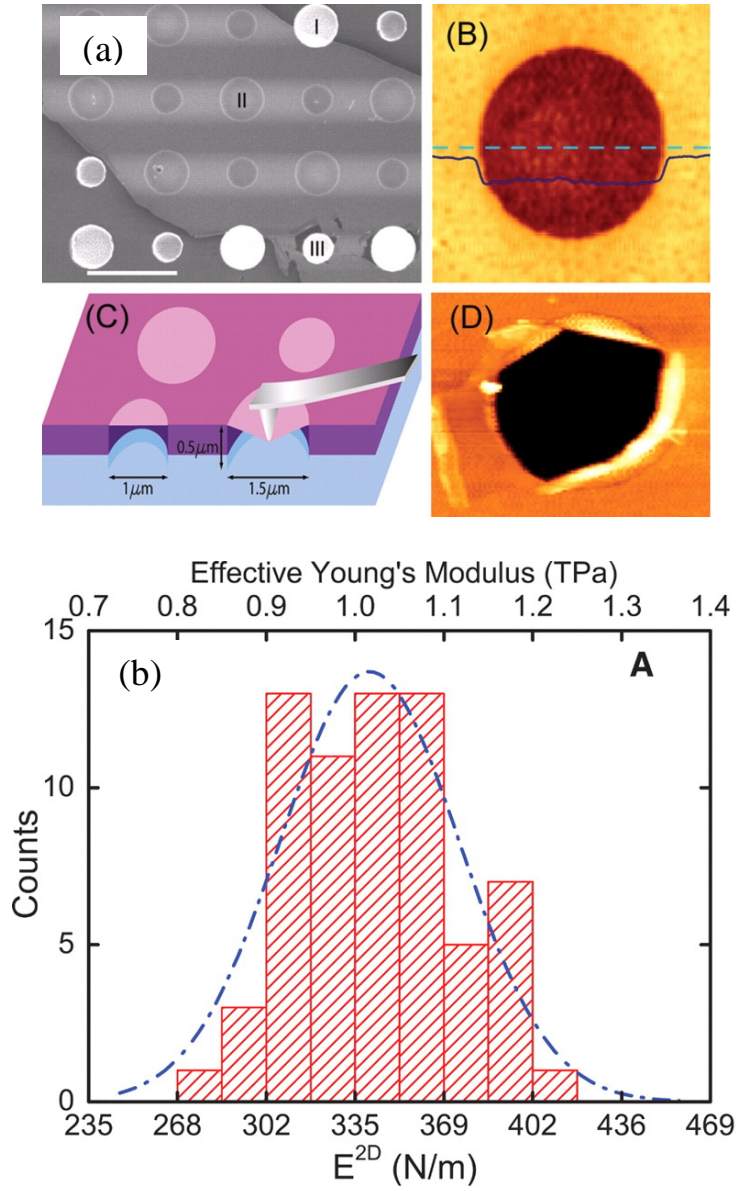 (a)
I
II
III
(B)
(C)
0.5μm
1μm
1.5μm
(D)
Effective Young's Modulus (TPa)
0.7 0.8 0.9 1.0 1.1 1.2 1.3 1.4
(b)
A
15
10
5
0
Counts
235 268 302 335 369 402 436 469
E²ᴰ (N/m)